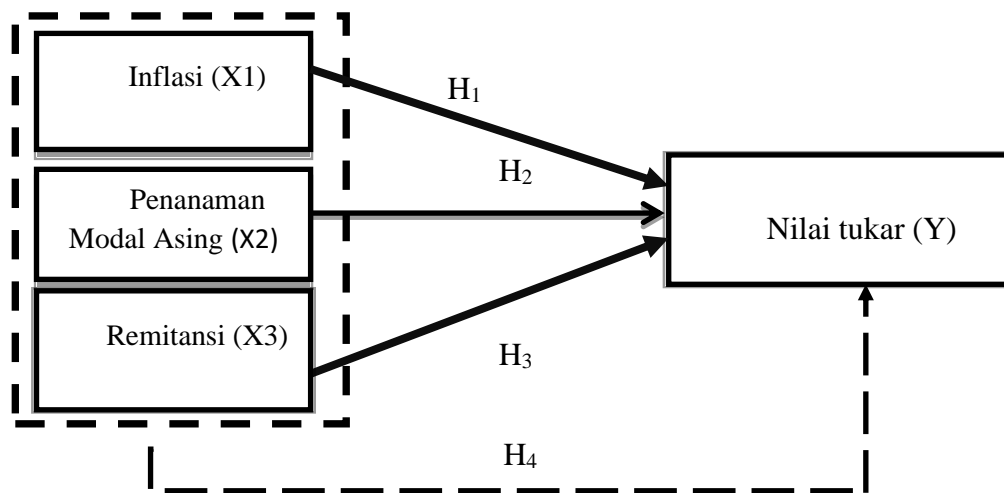 Inflasi (X1)
H₁
H₂
Penanaman
Modal Asing (X2)
Nilai tukar (Y)
Remitansi (X3)
H₃
H₄